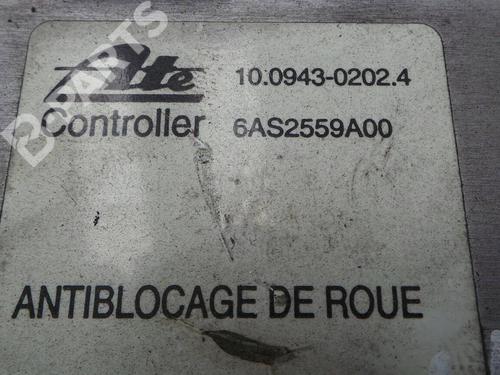 Ate 10.0943-0202.4
Controller 6AS2559A00
ANTIBLOCAGE DE ROUE
B-PARTS